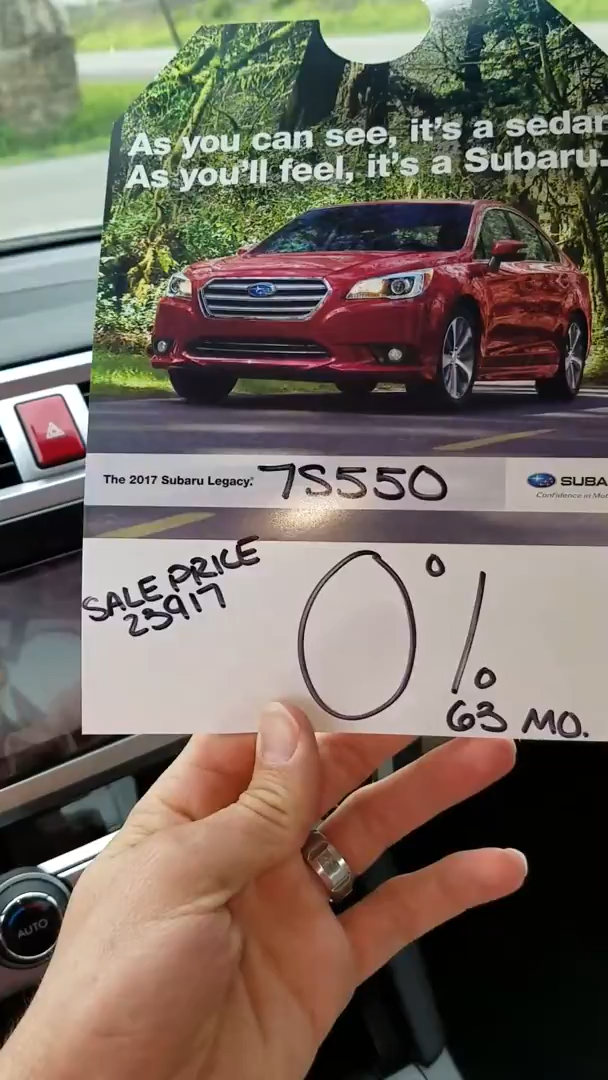 As you can see, it's a sedan
As you'll feel, it's a Subaru.
The 2017 Subaru Legacy. 7S550
SUBA
Confidence in Mot
SALE PRICE
23917
0%
63 MO.
AUTO